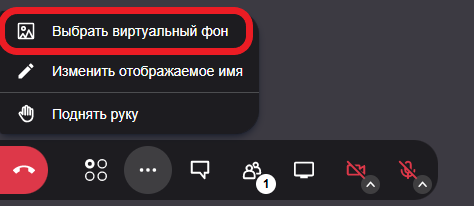 Выбрать виртуальный фон
Изменить отображаемое имя
Поднять руку
1